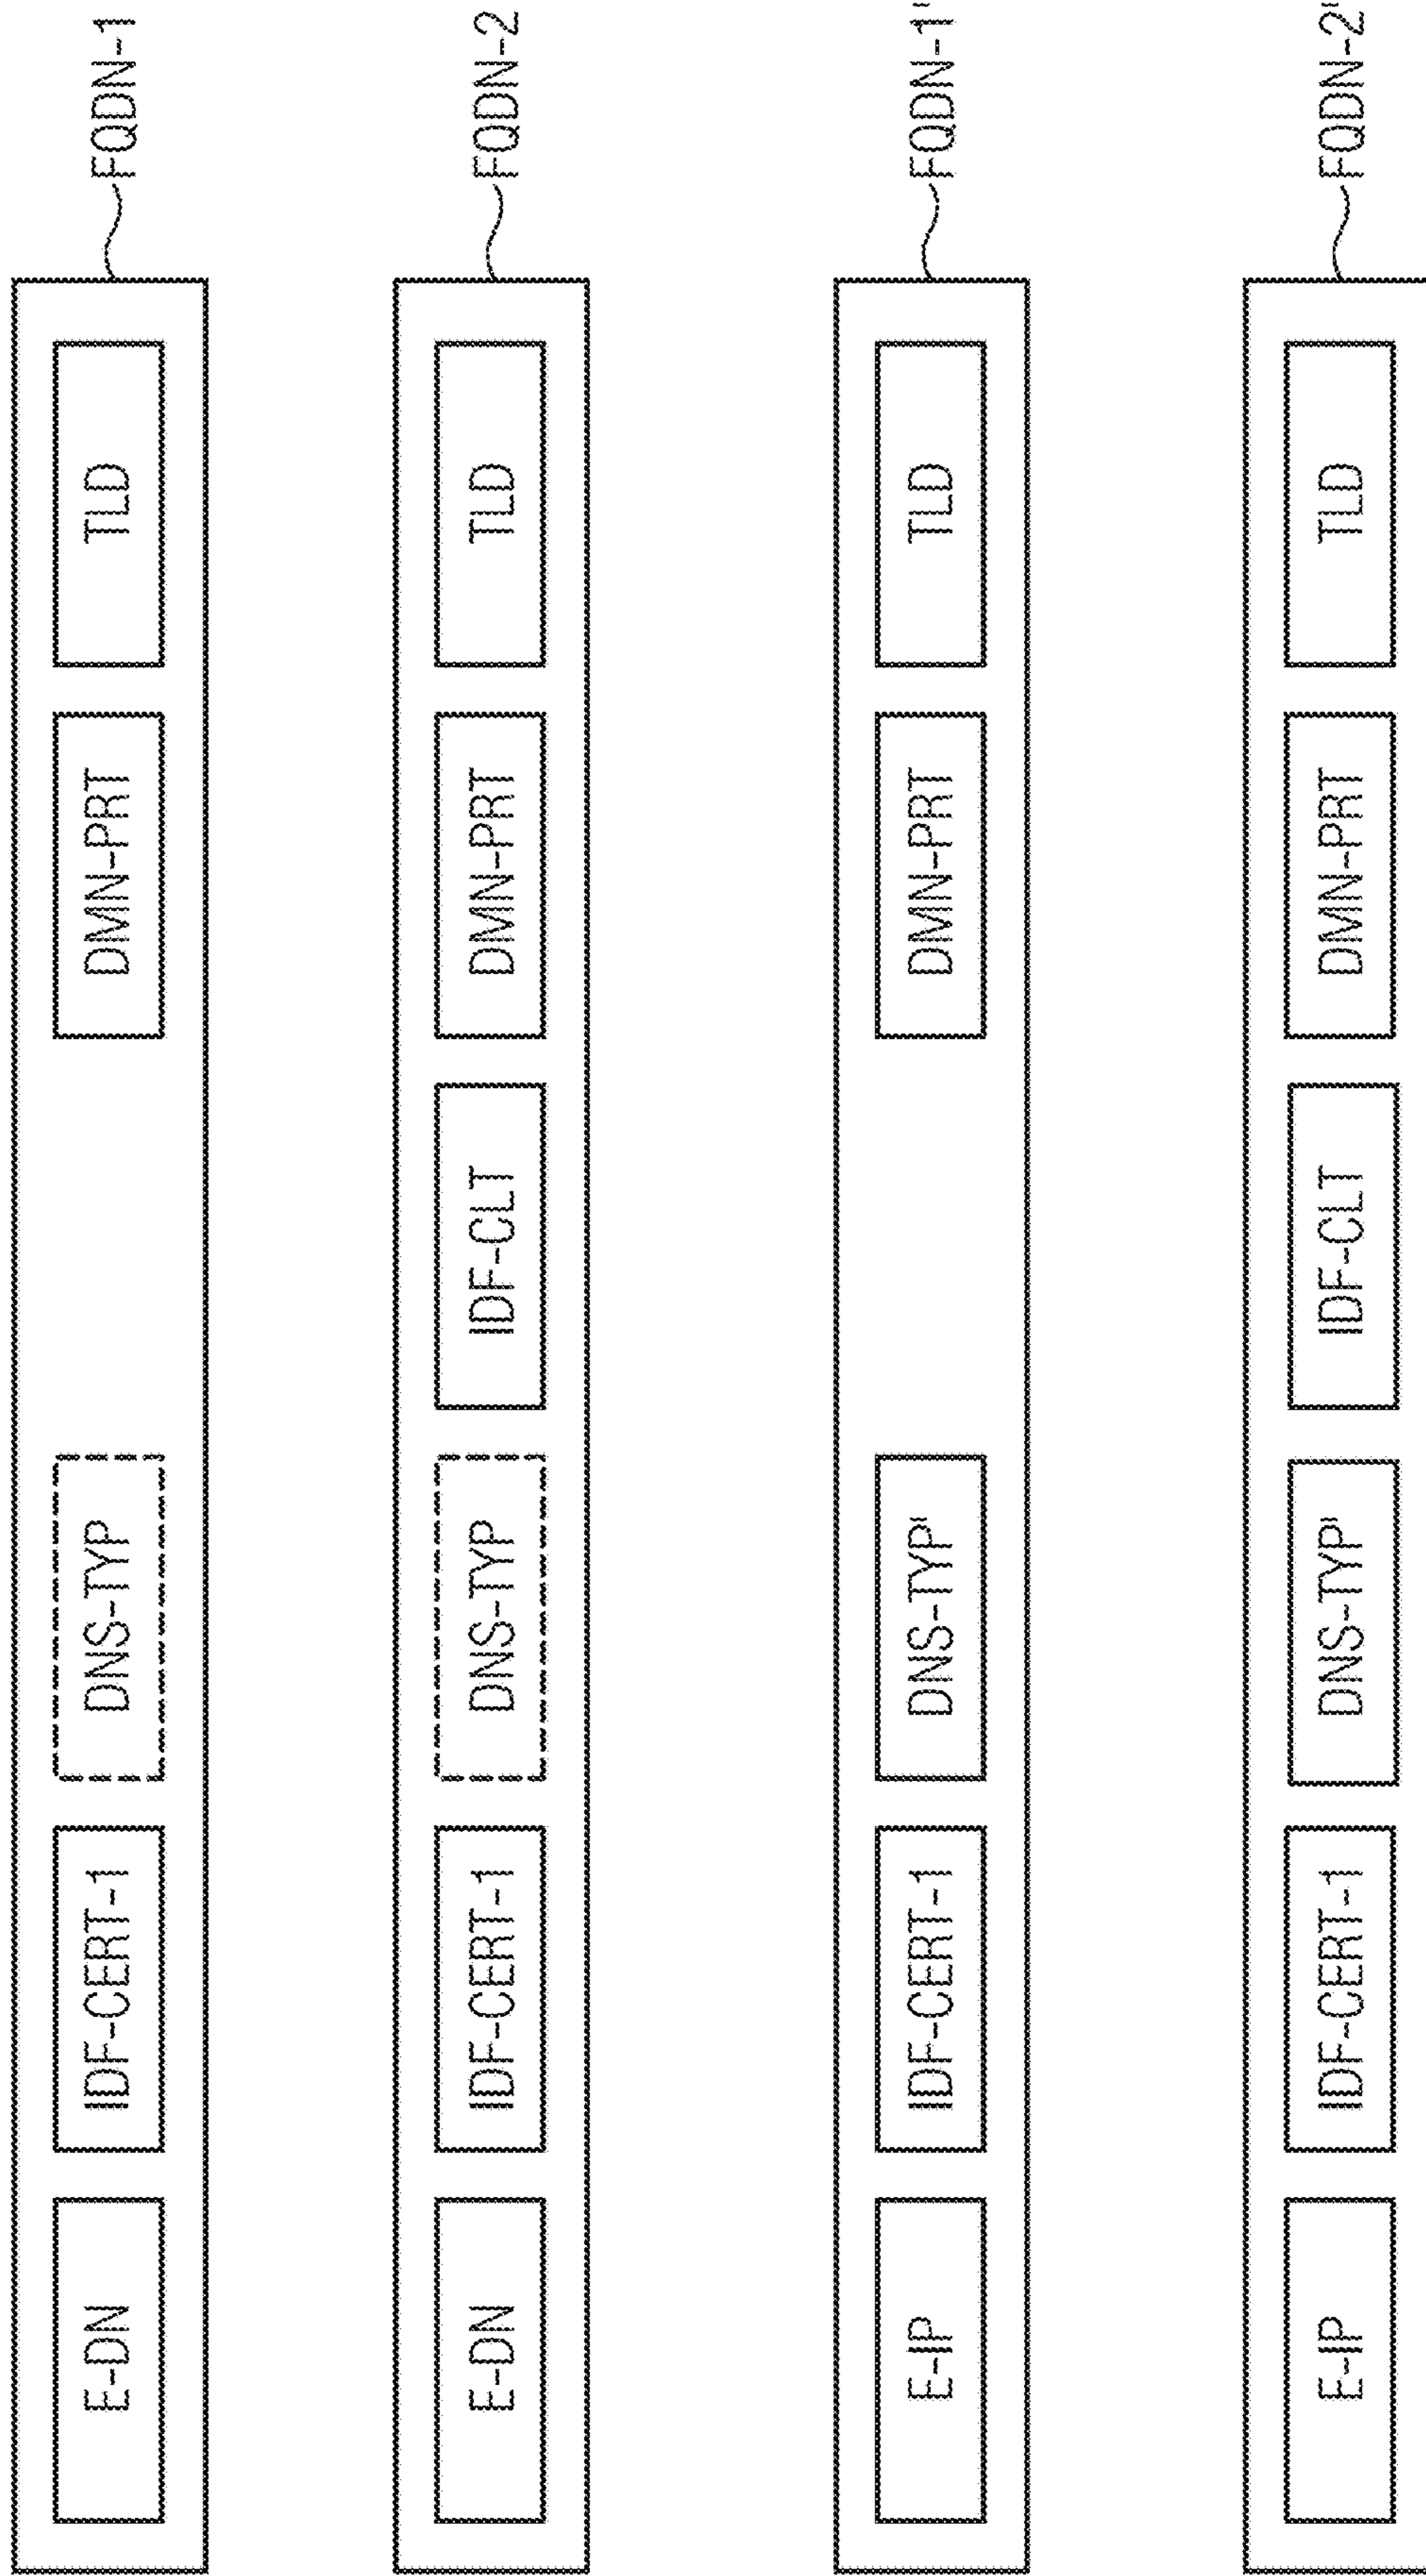 E-DN IDF-CERT-1 DNS-TYP DMN-PRT TLD FQDN-1
E-DN IDF-CERT-1 DNS-TYP IDF-CLT DMN-PRT TLD FQDN-2
E-IP IDF-CERT-1 DNS-TYP' DMN-PRT TLD FQDN-1'
E-IP IDF-CERT-1 DNS-TYP' IDF-CLT DMN-PRT TLD FQDN-2'